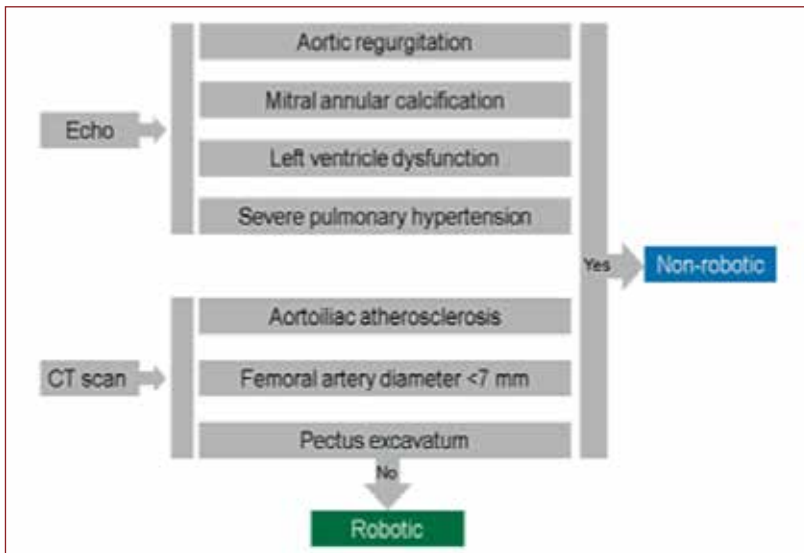 Aortic regurgitation
Mitral annular calcification
Echo
Left ventricle dysfunction
Severe pulmonary hypertension
Yes
Non-robotic
Aortoiliac atherosclerosis
CT scan
Femoral artery diameter <7 mm
Pectus excavatum
No
Robotic